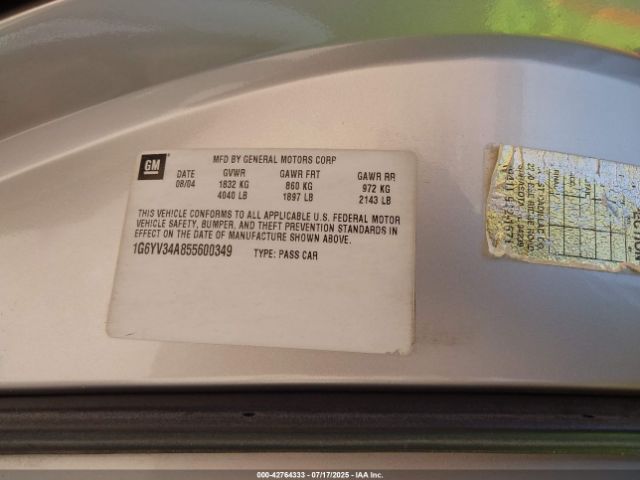 GM
MFD BY GENERAL MOTORS CORP
DATE GVWR GAWR FRT GAWR RR
08/04 1832 KG 860 KG 972 KG
4040 LB 1897 LB 2143 LB
THIS VEHICLE CONFORMS TO ALL APPLICABLE U.S. FEDERAL MOTOR
VEHICLE SAFETY, BUMPER, AND THEFT PREVENTION STANDARDS IN
EFFECT ON THE DATE OF MANUFACTURE SHOWN ABOVE.
1G6YV34A855600349 TYPE: PASS CAR
000-42764333 | 07/17/2025 | IAA Inc.